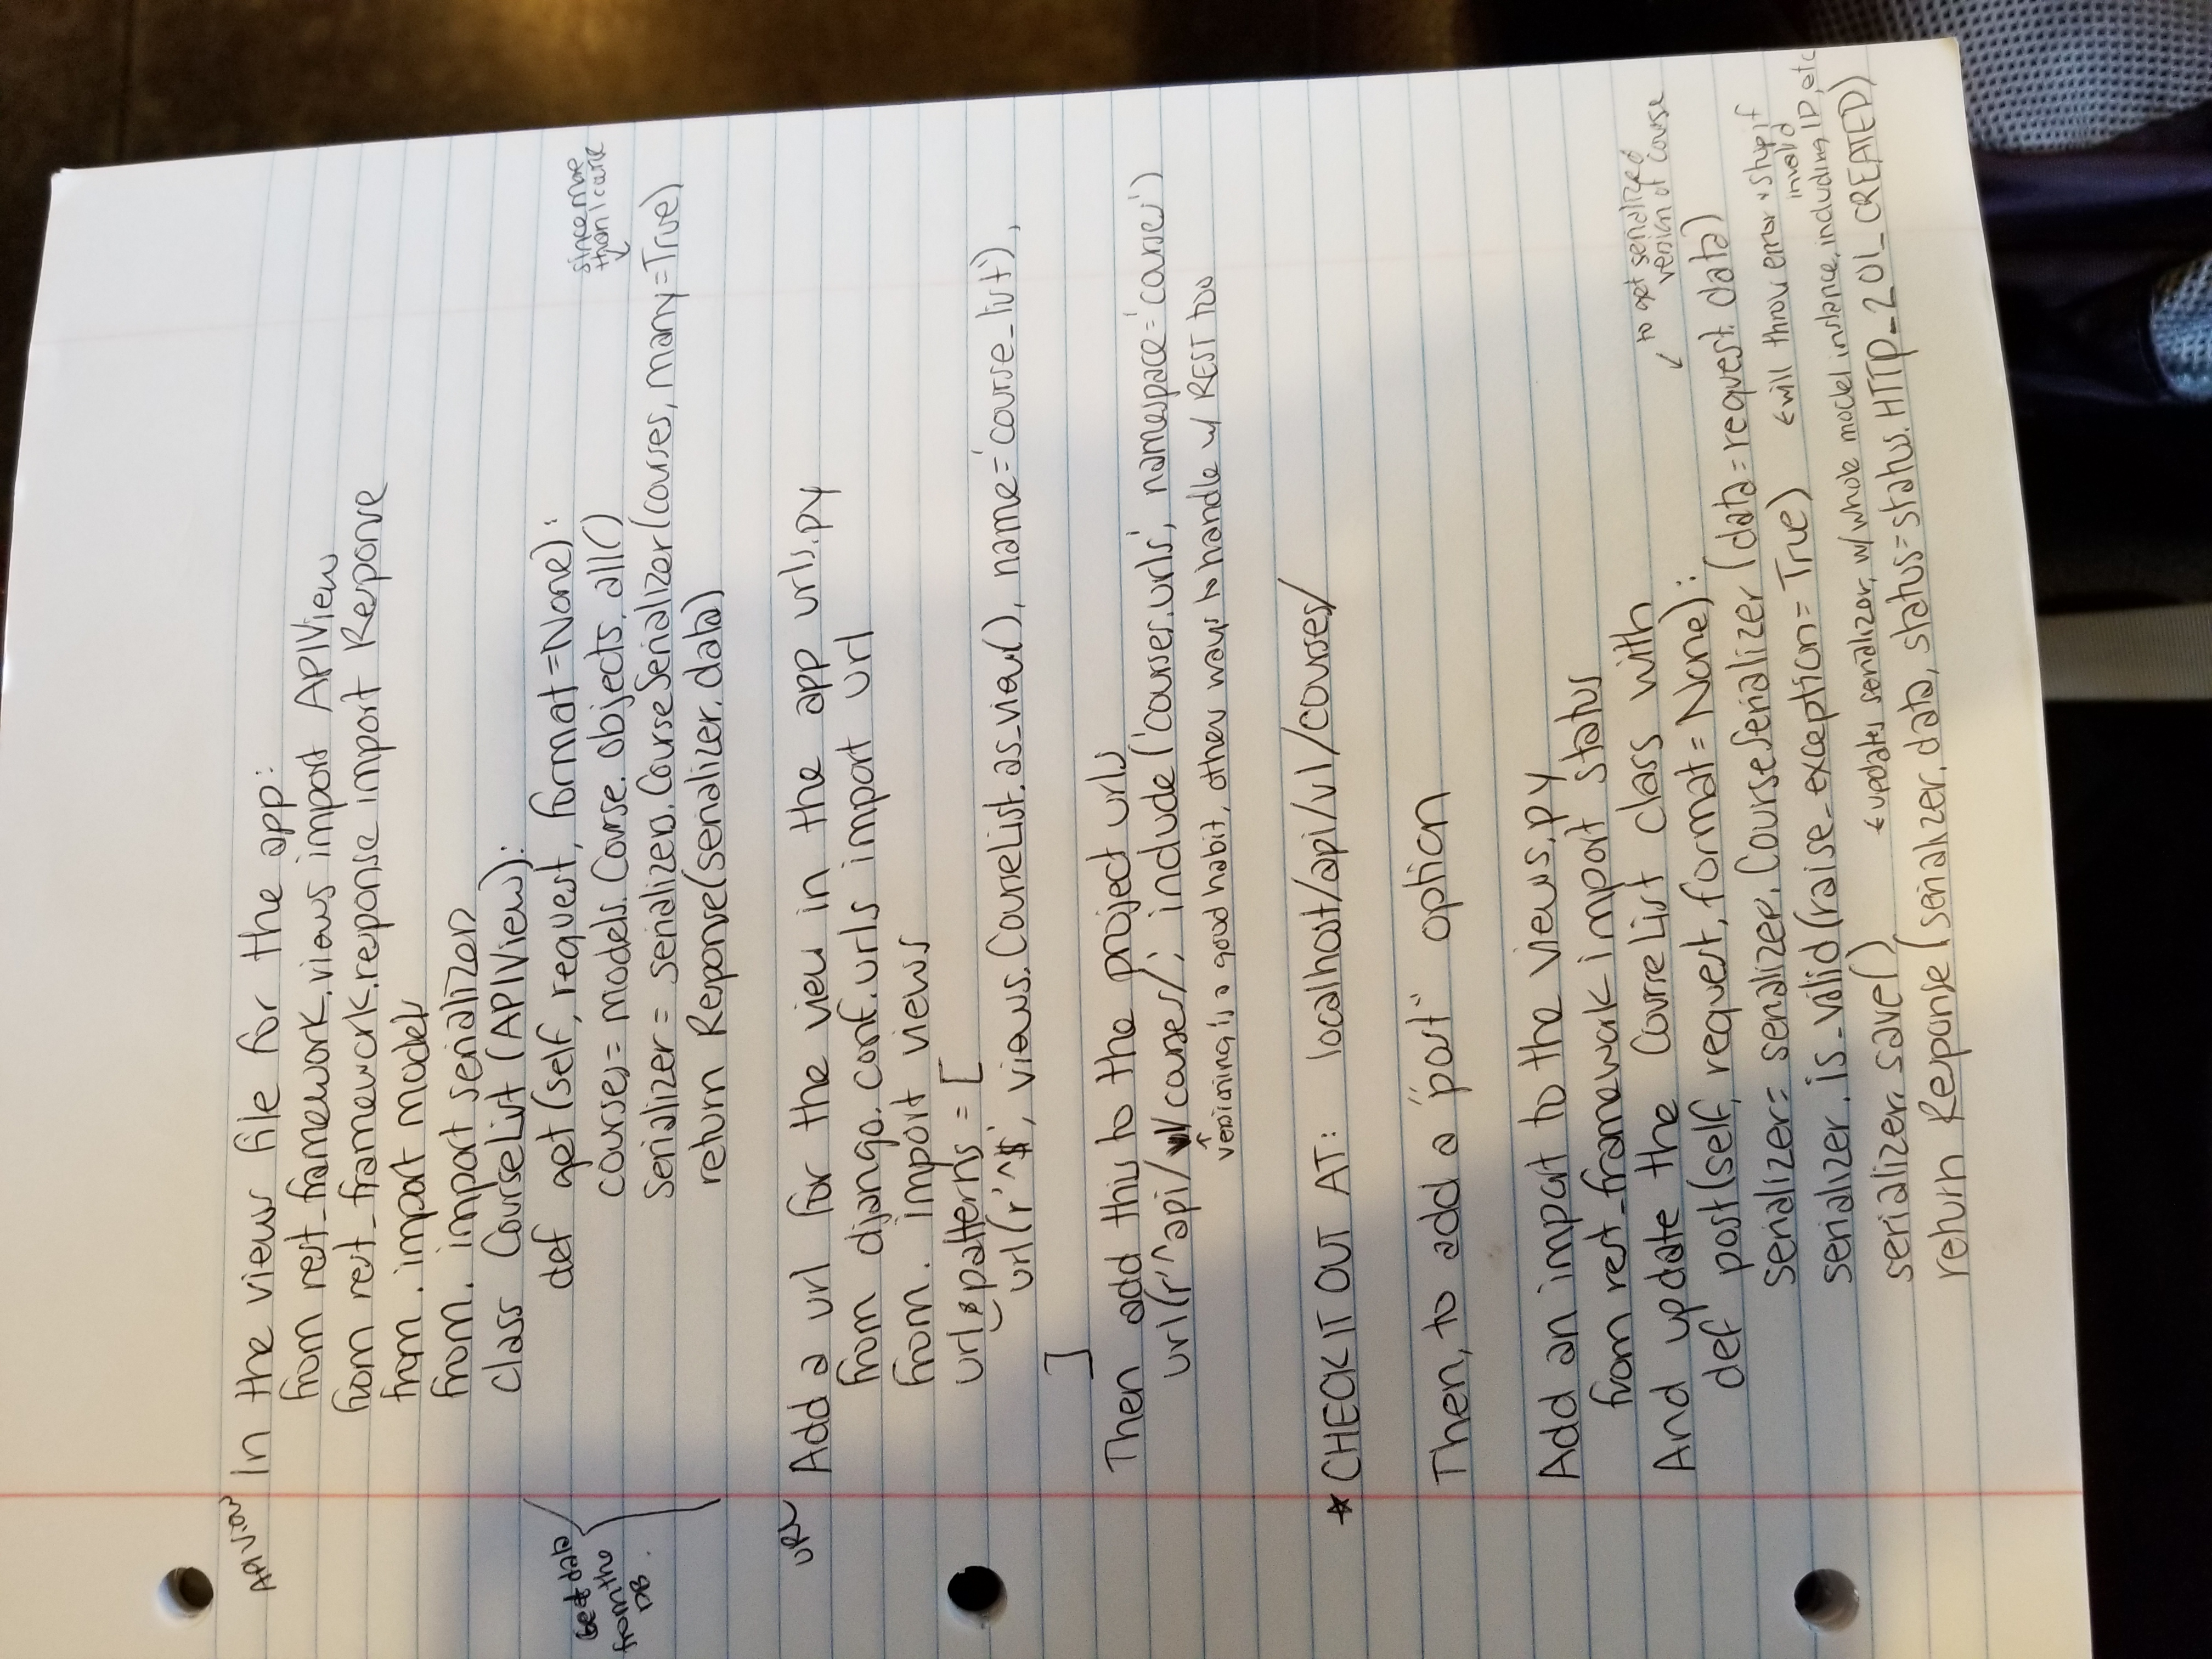 API View
In the views file for the app:
from rest_framework.views import APIView
from rest_framework.reponse import Response
from . import models
from . import serializers
class CourseList (APIView):
def get (self, request, format=None):
Get data
from the
DB.
since more
than 1 course
courses = models. Course. objects. all()
serializer = serializers. CourseSerializer (courses, many=True)
return Response(serializer. data)
URL
Add a url for the view in the app urls.py
from django. conf. urls import url
from . import views
urlpatterns = [
url(r'^$', views. CourseList. as_view(), name='course_list'),
]
Then add this to the project urls
url(r'^api/v1/courses/', include ('courses.urls', namespace='courses')
versioning is a good habit, other ways to handle w/ REST too
* CHECK IT OUT AT: localhost/api/v1/courses/
Then, to add a "post" option
Add an import to the views.py
from rest_framework import status
And update the CourseList class with
to get serialized
version of course
def post(self, request, format=None):
serializer = serializers. CourseSerializer (data=request. data)
serializer. is_valid (raise_exception=True) ← will throw error + stop if
invalid
serializer. save() ← updates serializer, w/ whole model instance, including ID, etc
return Response (serializer. data, status=status. HTTP_201_CREATED)